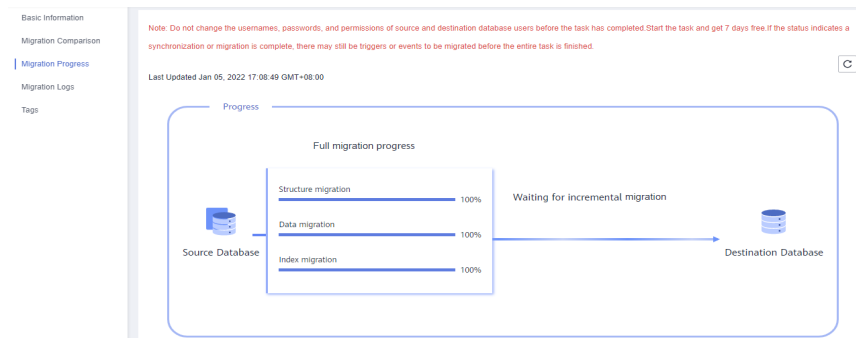 Basic Information
Migration Comparison
Migration Progress
Migration Logs
Tags
Note: Do not change the usernames, passwords, and permissions of source and destination database users before the task has completed.Start the task and get 7 days free.If the status indicates a
synchronization or migration is complete, there may still be triggers or events to be migrated before the entire task is finished.
Last Updated Jan 05, 2022 17:08:49 GMT+08:00
Progress
Full migration progress
Structure migration
100%
Data migration
100%
Index migration
100%
Source Database
Waiting for incremental migration
Destination Database